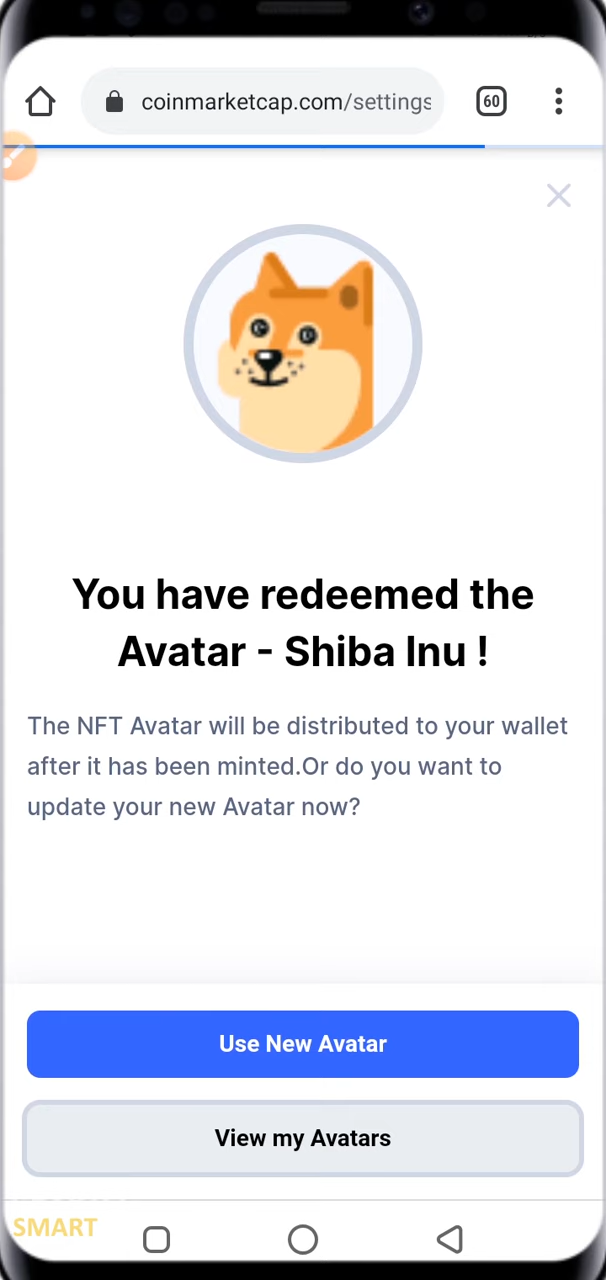 coinmarketcap.com/settings
60
You have redeemed the
Avatar - Shiba Inu !
The NFT Avatar will be distributed to your wallet
after it has been minted.Or do you want to
update your new Avatar now?
Use New Avatar
View my Avatars
SMART